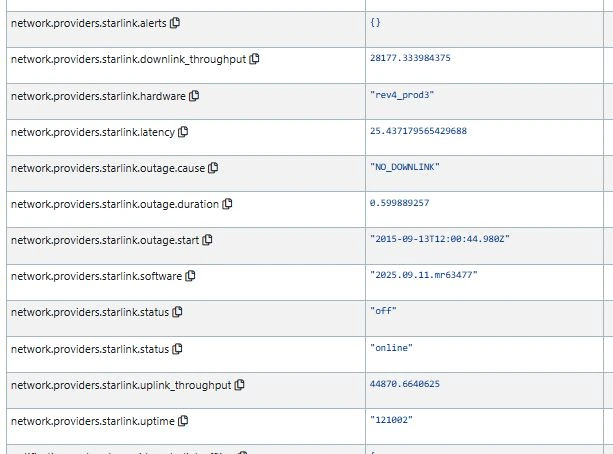 network.providers.starlink.alerts {}
network.providers.starlink.downlink_throughput 28177.333984375
network.providers.starlink.hardware "rev4_prod3"
network.providers.starlink.latency 25.437179565429688
network.providers.starlink.outage.cause "NO_DOWNLINK"
network.providers.starlink.outage.duration 0.599889257
network.providers.starlink.outage.start "2015-09-13T12:00:44.980Z"
network.providers.starlink.software "2025.09.11.mr63477"
network.providers.starlink.status "off"
network.providers.starlink.status "online"
network.providers.starlink.uplink_throughput 44870.6640625
network.providers.starlink.uptime "121002"